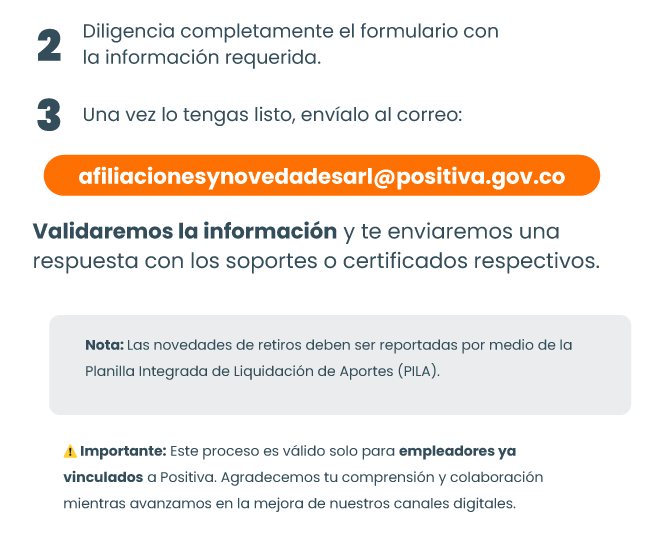 2
Diligencia completamente el formulario con
la información requerida.
3
Una vez lo tengas listo, envíalo al correo:
afiliacionesynovedadesarl@positiva.gov.co
Validaremos la información y te enviaremos una
respuesta con los soportes o certificados respectivos.
Nota: Las novedades de retiros deben ser reportadas por medio de la
Planilla Integrada de Liquidación de Aportes (PILA).
⚠️ Importante: Este proceso es válido solo para empleadores ya
vinculados a Positiva. Agradecemos tu comprensión y colaboración
mientras avanzamos en la mejora de nuestros canales digitales.